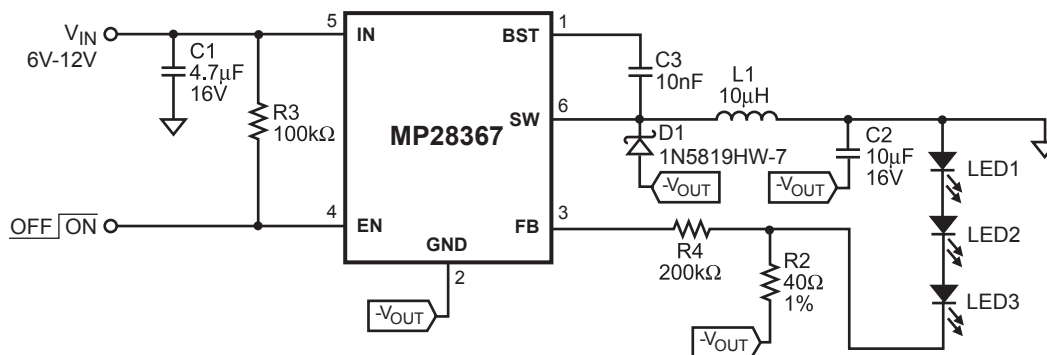 V_IN
6V-12V
C1
4.7μF
16V
R3
100kΩ
OFF ON
5
IN
4
EN
MP28367
GND
2
-V_OUT
BST
1
SW
6
FB
3
C3
10nF
L1
10μH
D1
1N5819HW-7
-V_OUT
C2
10μF
16V
-V_OUT
R4
200kΩ
R2
40Ω
1%
-V_OUT
LED1
LED2
LED3